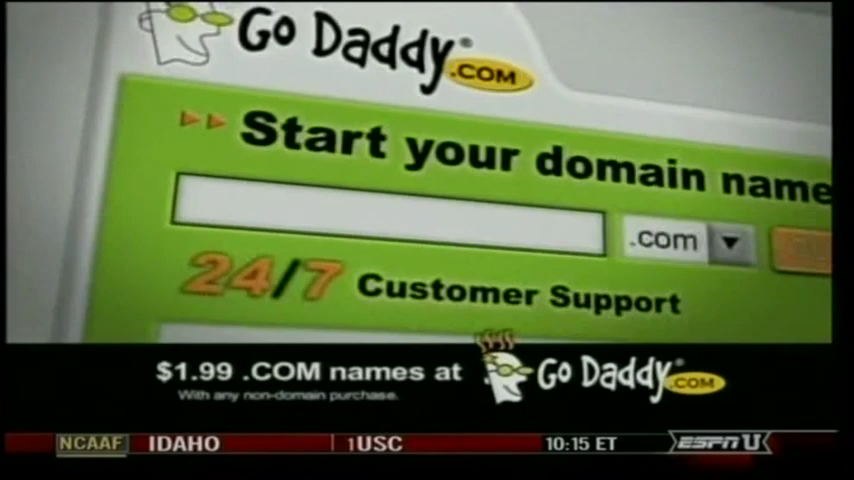 Go Daddy®.COM
Start your domain name
.com
24/7 Customer Support
$1.99 .COM names at Go Daddy®.COM
With any non-domain purchase.
NCAAF IDAHO 1USC 10:15 ET ESPNU